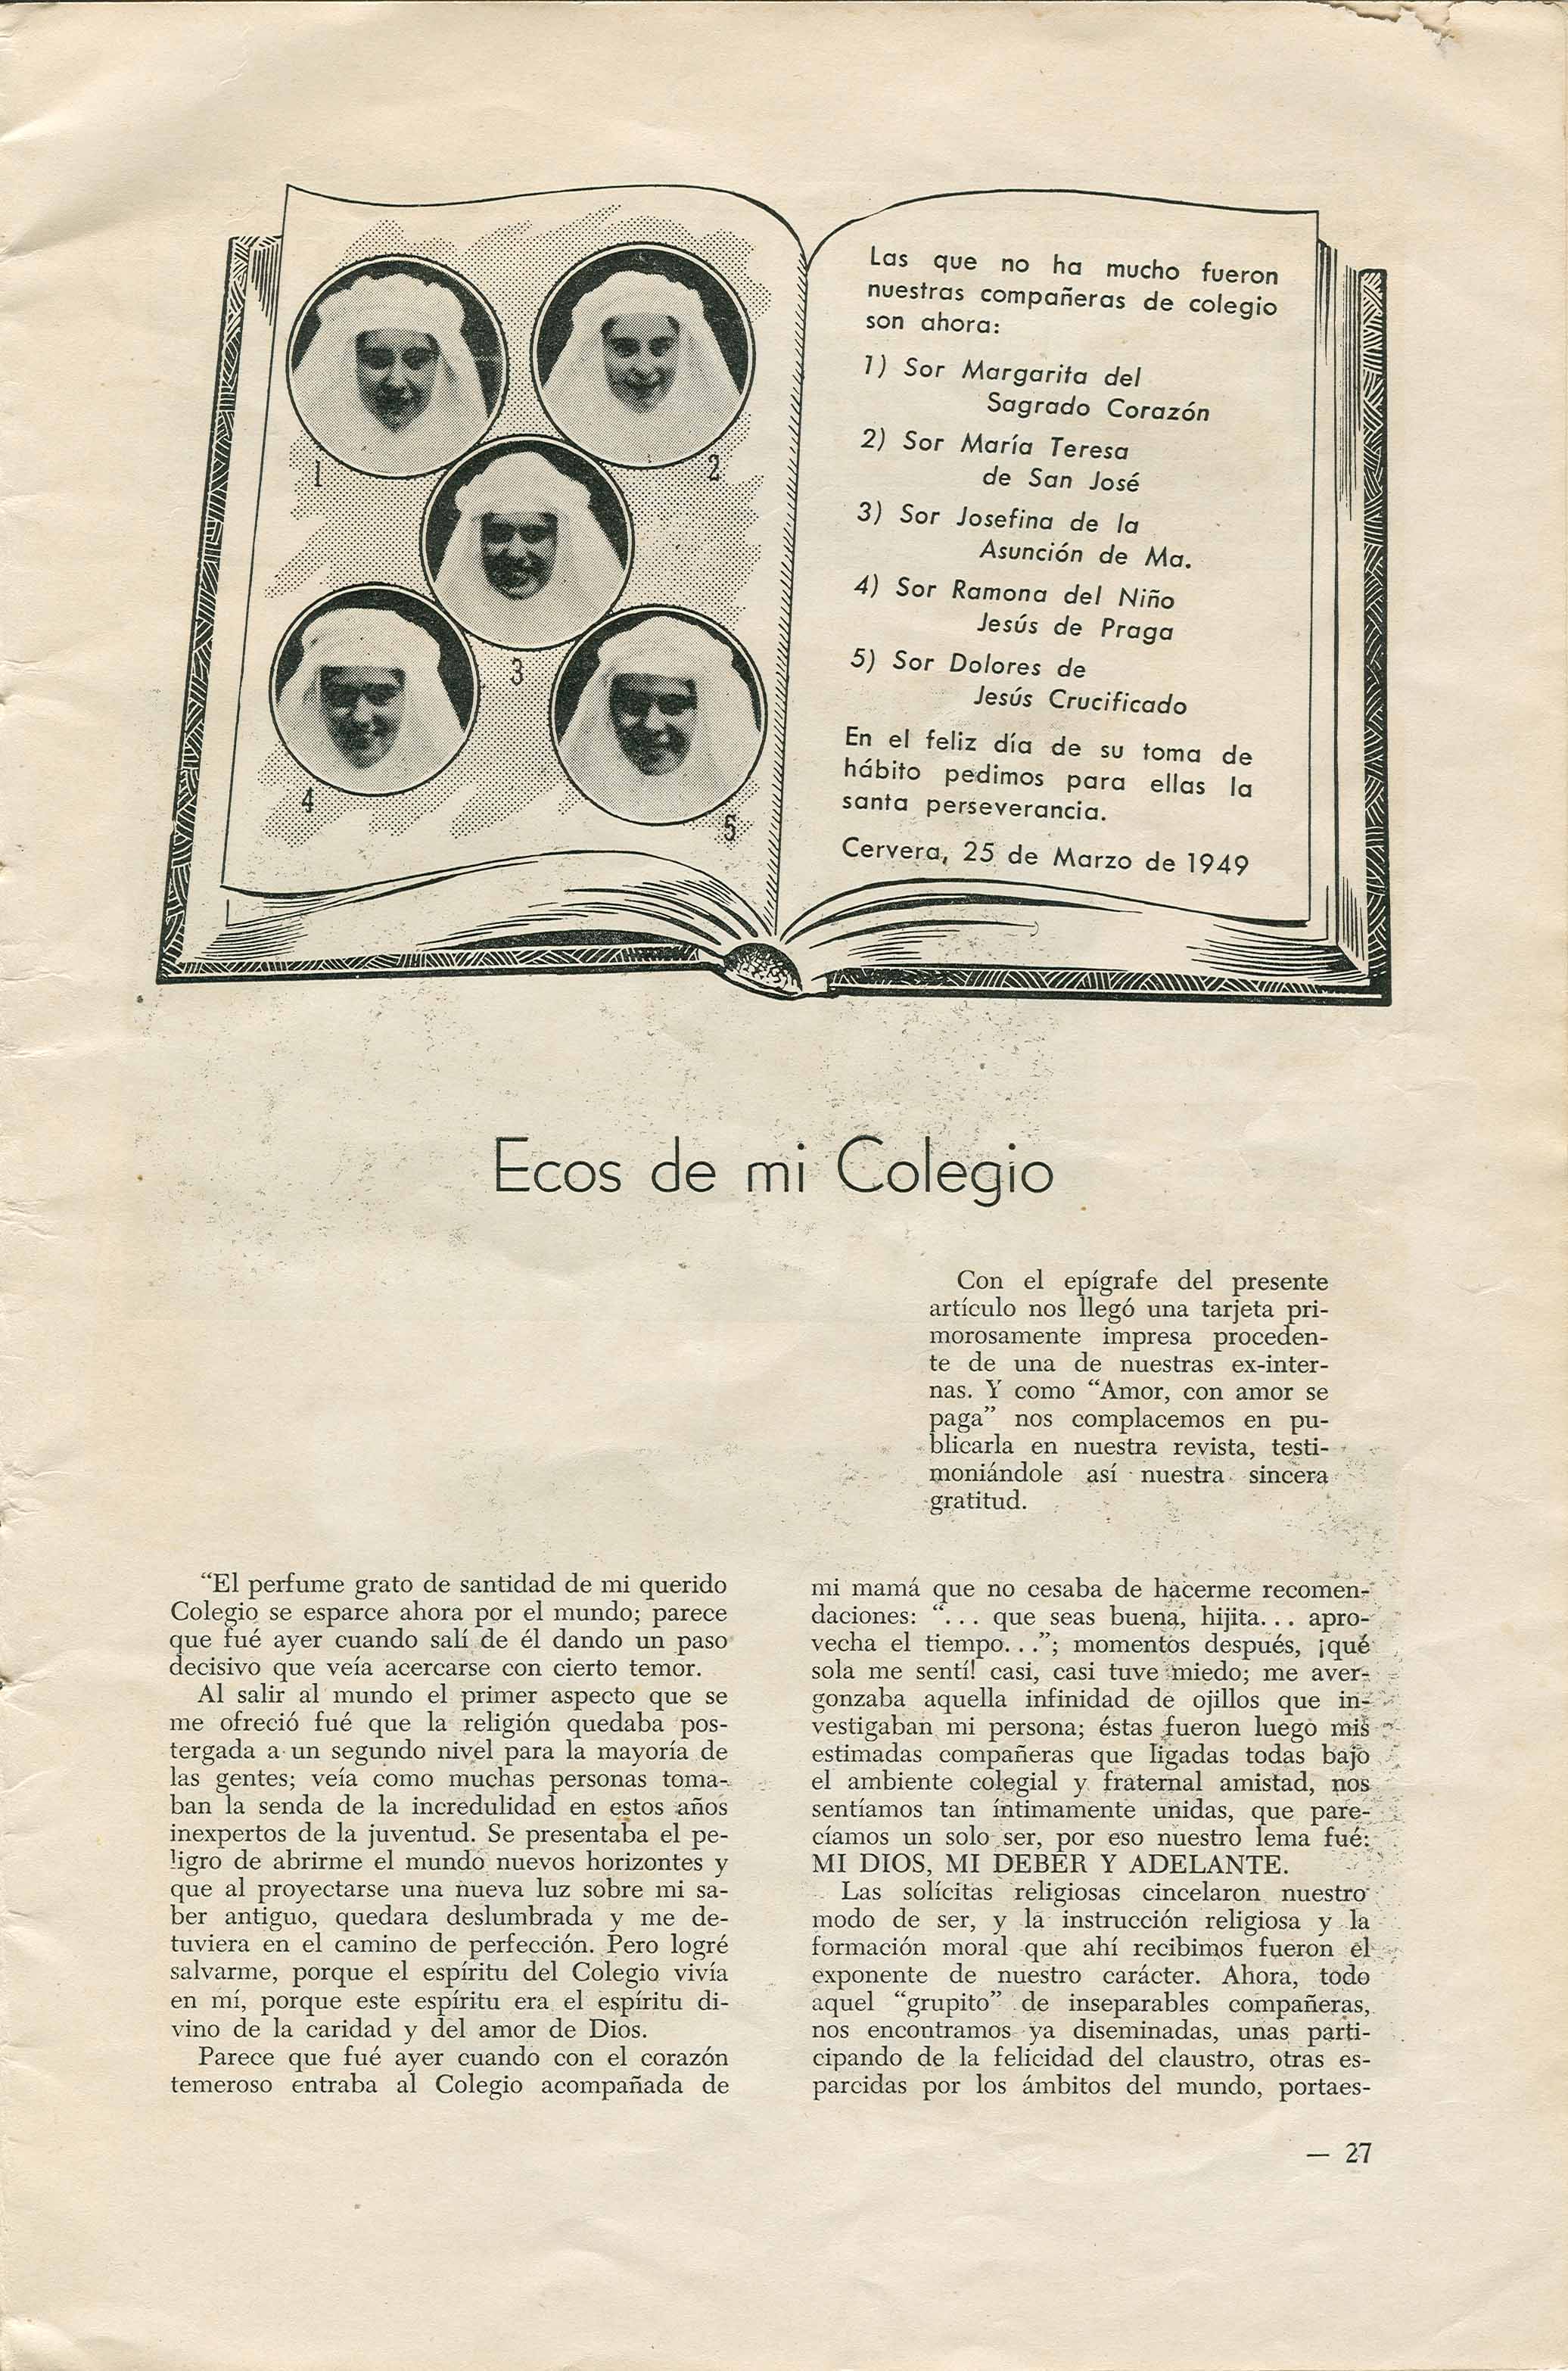 1
2
3
4
5
Las que no ha mucho fueron
nuestras compañeras de colegio
son ahora:
1) Sor Margarita del
Sagrado Corazón
2) Sor María Teresa
de San José
3) Sor Josefina de la
Asunción de Ma.
4) Sor Ramona del Niño
Jesús de Praga
5) Sor Dolores de
Jesús Crucificado
En el feliz día de su toma de
hábito pedimos para ellas la
santa perseverancia.
Cervera, 25 de Marzo de 1949
Ecos de mi Colegio
Con el epígrafe del presente
artículo nos llegó una tarjeta pri-
morosamente impresa proceden-
te de una de nuestras ex-inter-
nas. Y como “Amor, con amor se
paga” nos complacemos en pu-
blicarla en nuestra revista, testi-
moniándole así nuestra sincera
gratitud.
“El perfume grato de santidad de mi querido
Colegio se esparce ahora por el mundo; parece
que fué ayer cuando salí de él dando un paso
decisivo que veía acercarse con cierto temor.
Al salir al mundo el primer aspecto que se
me ofreció fué que la religión quedaba pos-
tergada a un segundo nivel para la mayoría de
las gentes; veía como muchas personas toma-
ban la senda de la incredulidad en estos años
inexpertos de la juventud. Se presentaba el pe-
ligro de abrirme el mundo nuevos horizontes y
que al proyectarse una nueva luz sobre mi sa-
ber antiguo, quedara deslumbrada y me de-
tuviera en el camino de perfección. Pero logré
salvarme, porque el espíritu del Colegio vivía
en mí, porque este espíritu era el espíritu di-
vino de la caridad y del amor de Dios.
Parece que fué ayer cuando con el corazón
temeroso entraba al Colegio acompañada de
mi mamá que no cesaba de hacerme recomen-
daciones: “... que seas buena, hijita... apro-
vecha el tiempo...”; momentos después, ¡qué
sola me sentí! casi, casi tuve miedo; me aver-
gonzaba aquella infinidad de ojillos que in-
vestigaban mi persona; éstas fueron luego mis
estimadas compañeras que ligadas todas bajo
el ambiente colegial y fraternal amistad, nos
sentíamos tan íntimamente unidas, que pare-
cíamos un solo ser, por eso nuestro lema fué:
MI DIOS, MI DEBER Y ADELANTE.
Las solícitas religiosas cincelaron nuestro
modo de ser, y la instrucción religiosa y la
formación moral que ahí recibimos fueron el
exponente de nuestro carácter. Ahora, todo
aquel “grupito” de inseparables compañeras,
nos encontramos ya diseminadas, unas parti-
cipando de la felicidad del claustro, otras es-
parcidas por los ámbitos del mundo, portaes-
— 27